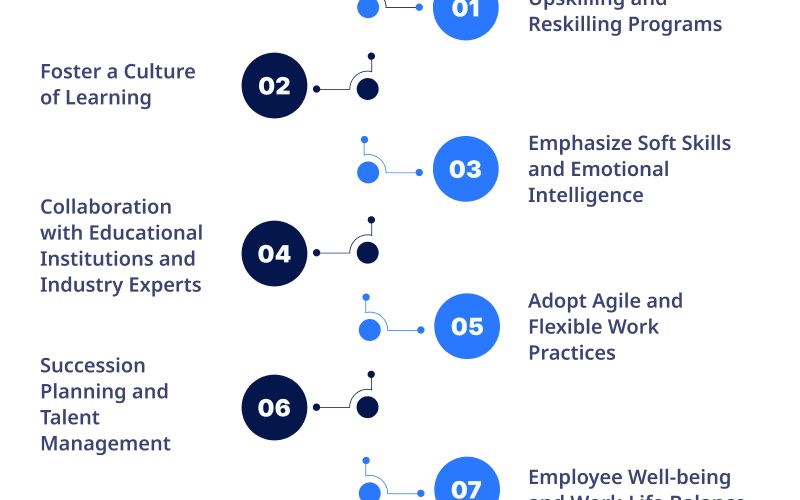 01
Upskilling and
Reskilling Programs
Foster a Culture
of Learning
02
03
Emphasize Soft Skills
and Emotional
Intelligence
Collaboration
with Educational
Institutions and
Industry Experts
04
05
Adopt Agile and
Flexible Work
Practices
Succession
Planning and
Talent
Management
06
07
Employee Well-being
and Work-Life Balance